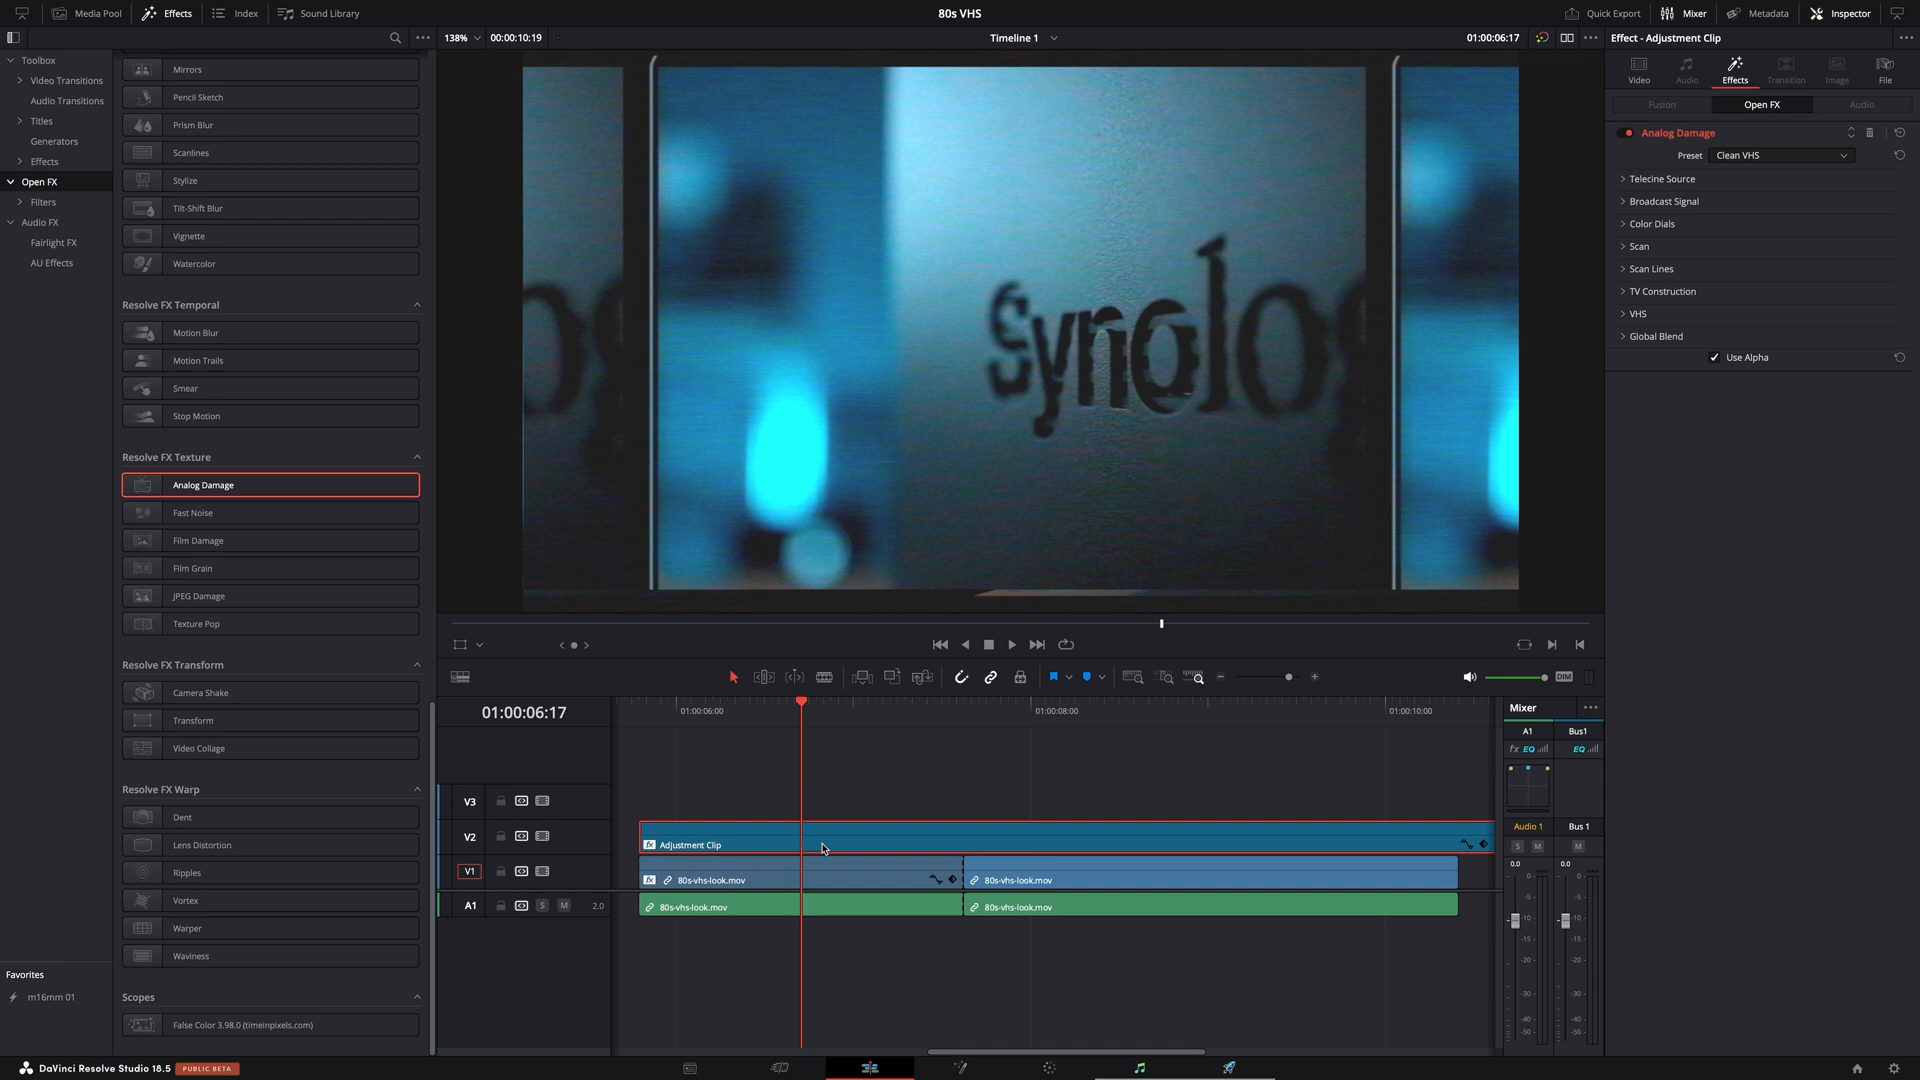 Media Pool
Effects
Index
Sound Library
80s VHS
Quick Export
Mixer
Metadata
Inspector
138%
00:00:10:19
Timeline 1
01:00:06:17
Effect - Adjustment Clip
Toolbox
Video Transitions
Audio Transitions
Titles
Generators
Effects
Open FX
Filters
Audio FX
Fairlight FX
AU Effects
Favorites
m16mm 01
Mirrors
Pencil Sketch
Prism Blur
Scanlines
Stylize
Tilt-Shift Blur
Vignette
Watercolor
Resolve FX Temporal
Motion Blur
Motion Trails
Smear
Stop Motion
Resolve FX Texture
Analog Damage
Fast Noise
Film Damage
Film Grain
JPEG Damage
Texture Pop
Resolve FX Transform
Camera Shake
Transform
Video Collage
Resolve FX Warp
Dent
Lens Distortion
Ripples
Vortex
Warper
Waviness
Scopes
False Color 3.98.0 (timeinpixels.com)
og
Synolog
Video
Audio
Effects
Transition
Image
File
Fusion
Open FX
Audio
Analog Damage
Preset
Clean VHS
Telecine Source
Broadcast Signal
Color Dials
Scan
Scan Lines
TV Construction
VHS
Global Blend
Use Alpha
DIM
01:00:06:17
01:00:06:00
01:00:08:00
01:00:10:00
V3
V2
Adjustment Clip
V1
80s-vhs-look.mov
80s-vhs-look.mov
A1
S
M
2.0
80s-vhs-look.mov
80s-vhs-look.mov
Mixer
A1
Bus1
fx EQ
EQ
Audio 1
Bus 1
S
M
M
0.0
0.0
0
-5
-10
-15
-20
-30
-40
-50
0
-5
-10
-15
-20
-30
-40
-50
DaVinci Resolve Studio 18.5
PUBLIC BETA